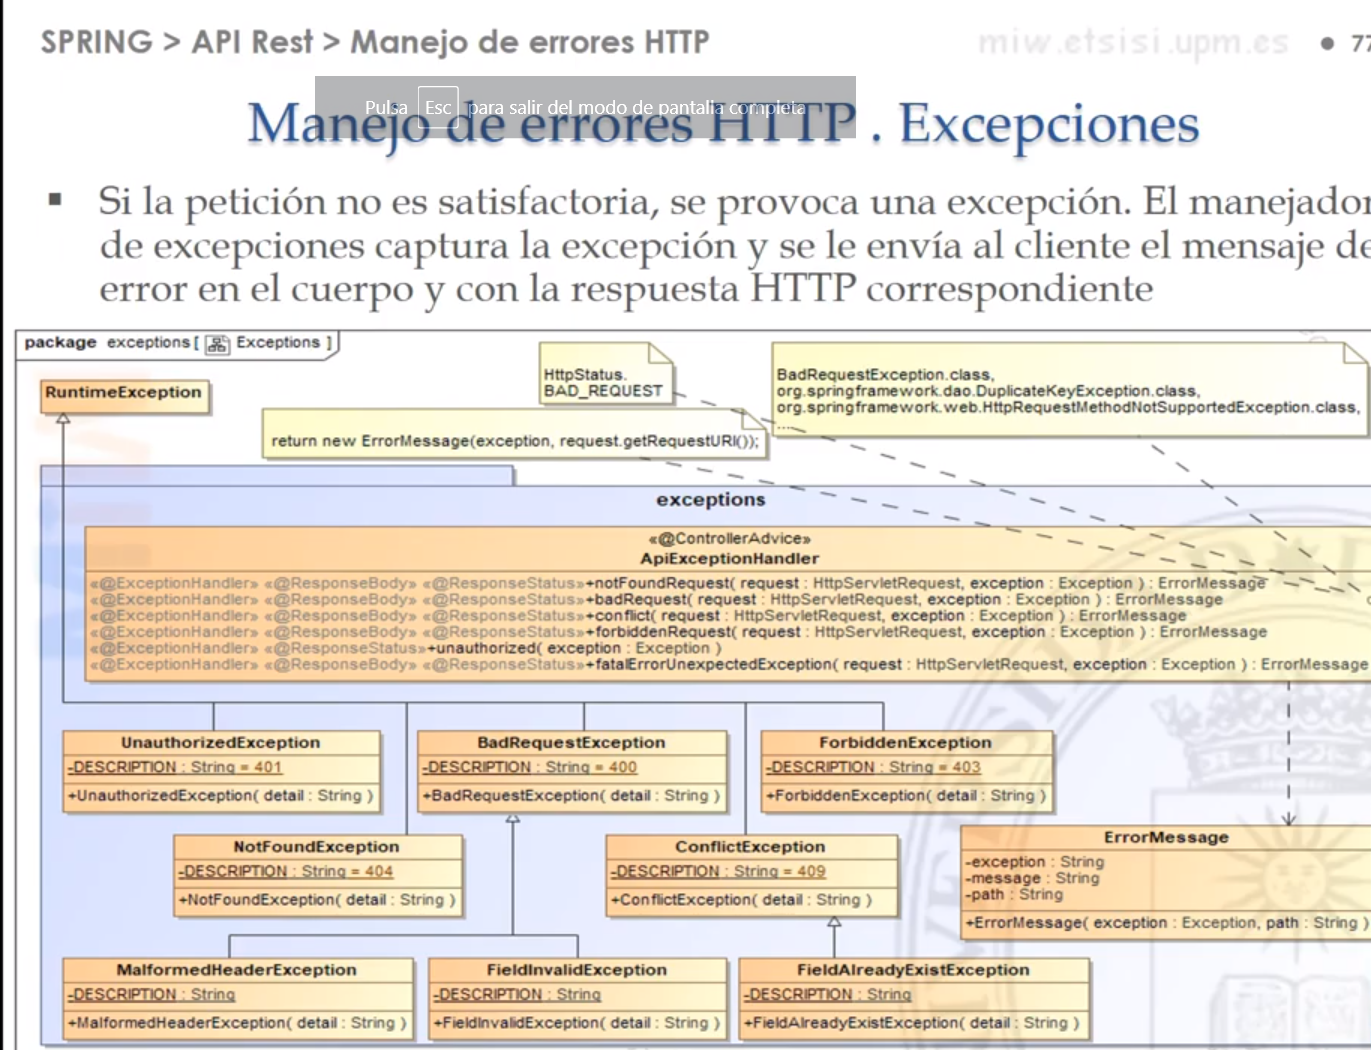 SPRING > API Rest > Manejo de errores HTTP
miw.etsisi.upm.es ● 77
Pulsa Esc para salir del modo de pantalla completa
Manejo de errores HTTP . Excepciones
▪ Si la petición no es satisfactoria, se provoca una excepción. El manejador
de excepciones captura la excepción y se le envía al cliente el mensaje de
error en el cuerpo y con la respuesta HTTP correspondiente
package exceptions [ Exceptions ]
RuntimeException
HttpStatus.
BAD_REQUEST
BadRequestException.class,
org.springframework.dao.DuplicateKeyException.class,
org.springframework.web.HttpRequestMethodNotSupportedException.class,
....
return new ErrorMessage(exception, request.getRequestURI());
exceptions
«@ControllerAdvice»
ApiExceptionHandler
«@ExceptionHandler» «@ResponseBody» «@ResponseStatus»+notFoundRequest( request : HttpServletRequest, exception : Exception ) : ErrorMessage
«@ExceptionHandler» «@ResponseBody» «@ResponseStatus»+badRequest( request : HttpServletRequest, exception : Exception ) : ErrorMessage
«@ExceptionHandler» «@ResponseBody» «@ResponseStatus»+conflict( request : HttpServletRequest, exception : Exception ) : ErrorMessage
«@ExceptionHandler» «@ResponseBody» «@ResponseStatus»+forbiddenRequest( request : HttpServletRequest, exception : Exception ) : ErrorMessage
«@ExceptionHandler» «@ResponseStatus»+unauthorized( exception : Exception )
«@ExceptionHandler» «@ResponseBody» «@ResponseStatus»+fatalErrorUnexpectedException( request : HttpServletRequest, exception : Exception ) : ErrorMessage
UnauthorizedException
-DESCRIPTION : String = 401
+UnauthorizedException( detail : String )
BadRequestException
-DESCRIPTION : String = 400
+BadRequestException( detail : String )
ForbiddenException
-DESCRIPTION : String = 403
+ForbiddenException( detail : String )
NotFoundException
-DESCRIPTION : String = 404
+NotFoundException( detail : String )
ConflictException
-DESCRIPTION : String = 409
+ConflictException( detail : String )
ErrorMessage
-exception : String
-message : String
-path : String
+ErrorMessage( exception : Exception, path : String )
MalformedHeaderException
-DESCRIPTION : String
+MalformedHeaderException( detail : String )
FieldInvalidException
-DESCRIPTION : String
+FieldInvalidException( detail : String )
FieldAlreadyExistException
-DESCRIPTION : String
+FieldAlreadyExistException( detail : String )